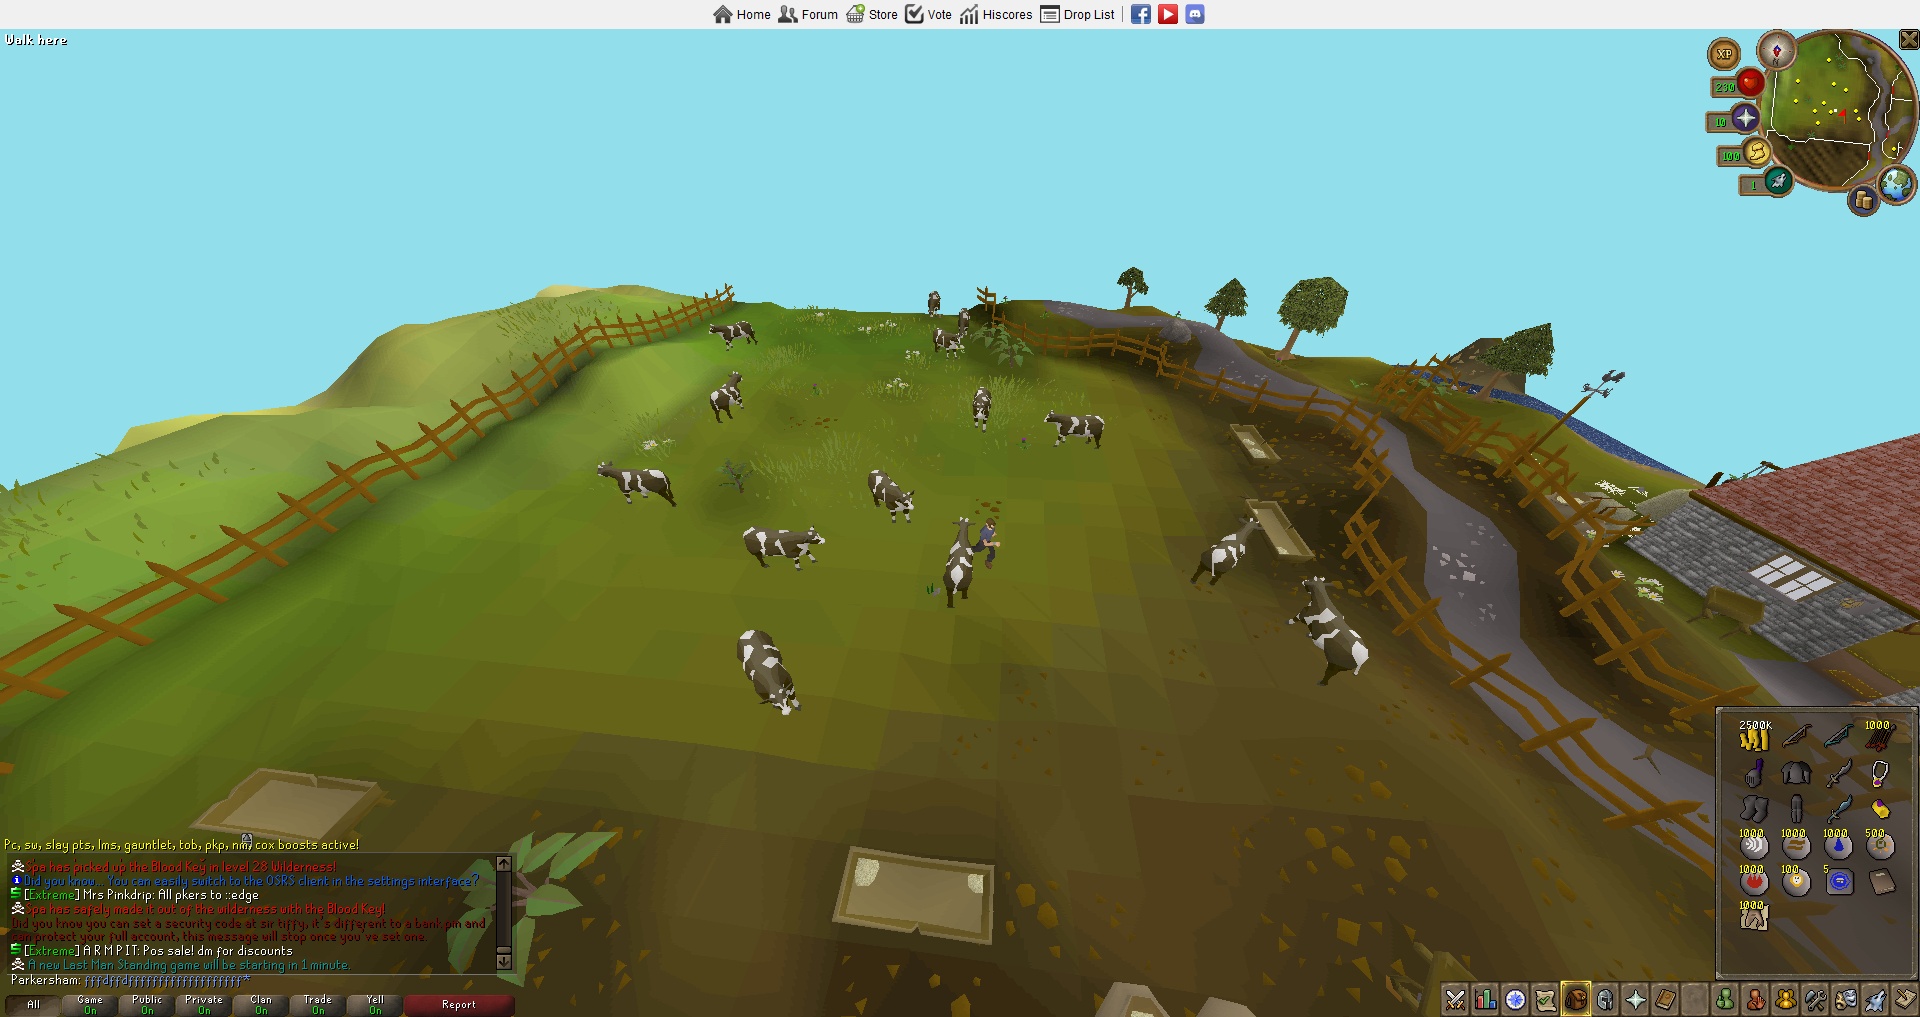 Home Forum Store Vote Hiscores Drop List
Walk here
XP
N
230
10
100
1
2500K
1000
1000 1000 1000 500
1000 100 5
1000
Pc, sw, slay pts, lms, gauntlet, tob, pkp, nm, cox boosts active!
Spa has picked up the Blood Key in level 28 Wilderness!
Did you know... You can easily switch to the OSRS client in the settings interface?
[Extreme] Mrs Pinkdrip: All pkers to ::edge
Spa has safely made it out of the wilderness with the Blood Key!
Did you know you can set a security code at sir tiffy, it's different to a bank pin and
can protect your full account, this message will stop once you've set one.
[Extreme] A R M P I T: Pos sale! dm for discounts
A new Last Man Standing game will be starting in 1 minute.
Parkersham:
All Game Public Private Clan Trade Yell Report
On On On On On On